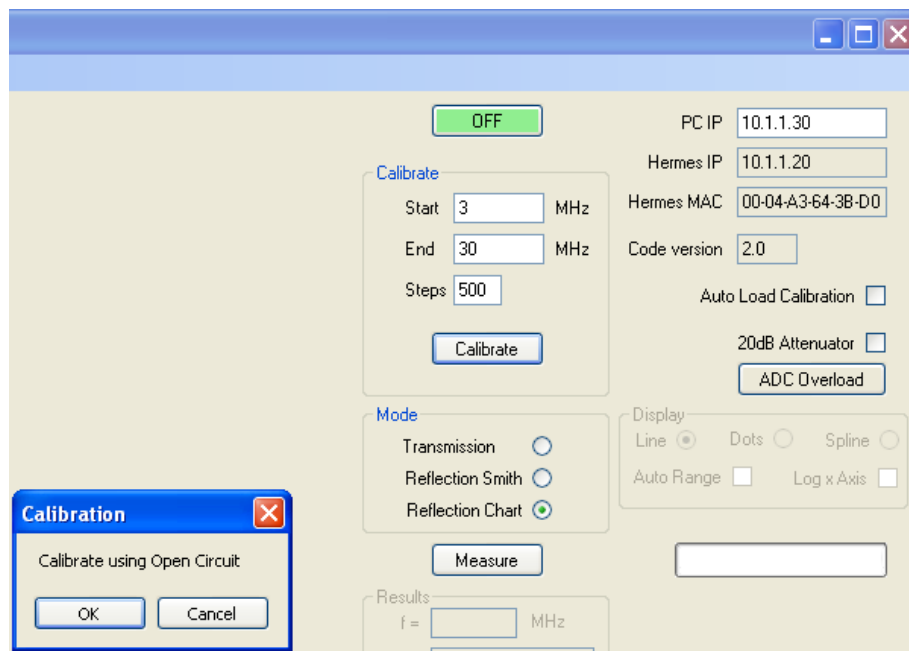 OFF
PC IP 10.1.1.30
Hermes IP 10.1.1.20
Calibrate
Start 3 MHz
Hermes MAC 00-04-A3-64-3B-D0
End 30 MHz
Code version 2.0
Steps 500
Auto Load Calibration
Calibrate
20dB Attenuator
ADC Overload
Mode
Transmission
Reflection Smith
Reflection Chart
Display
Line Dots Spline
Auto Range Log x Axis
Measure
Results
f = MHz
Calibration
Calibrate using Open Circuit
OK Cancel